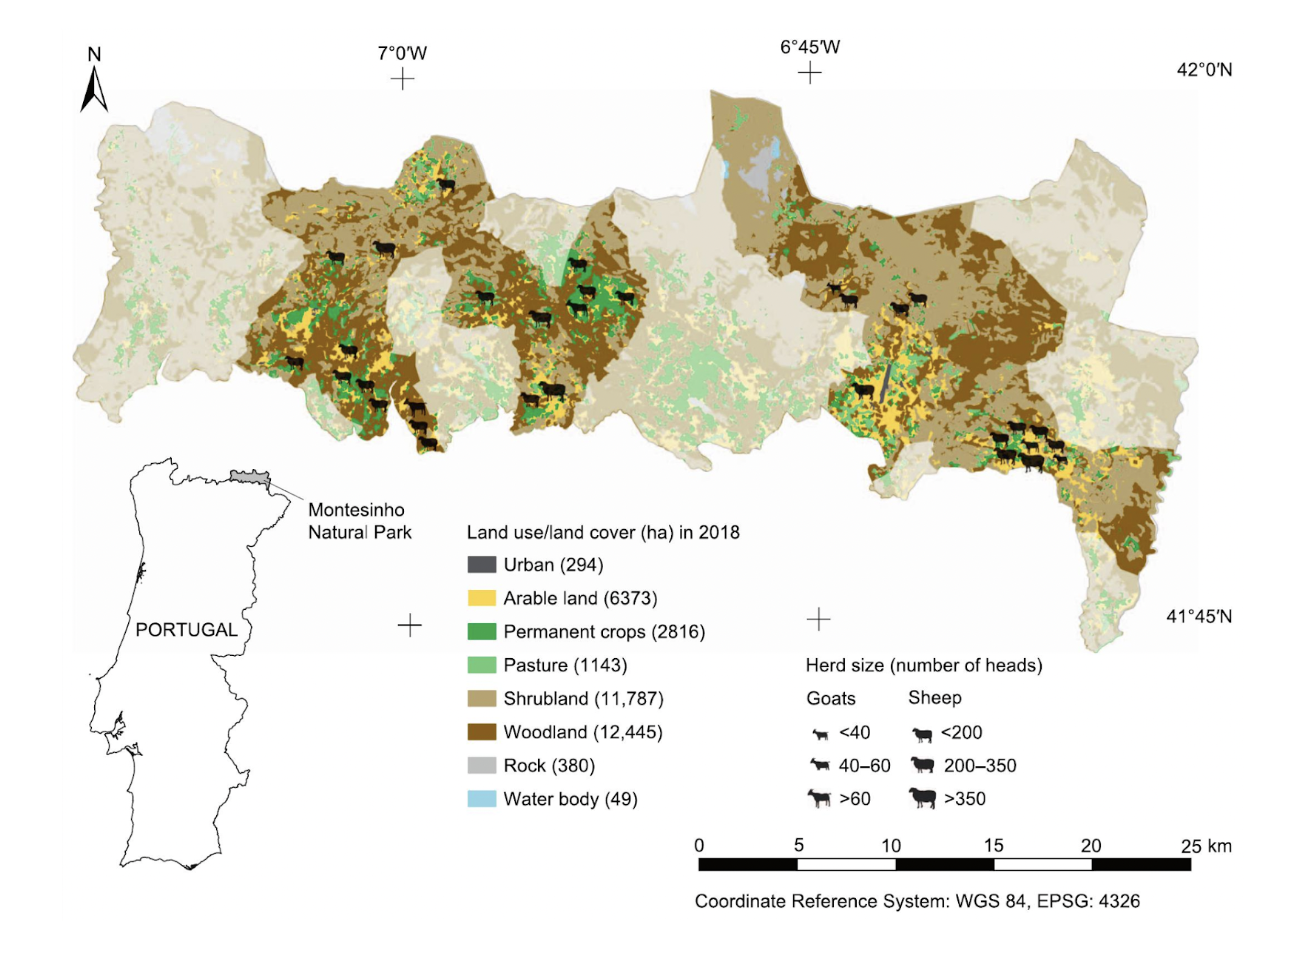 N
7°0'W
6°45'W
42°0'N
Montesinho
Natural Park
PORTUGAL
41°45'N
Land use/land cover (ha) in 2018
Urban (294)
Arable land (6373)
Permanent crops (2816)
Pasture (1143)
Shrubland (11,787)
Woodland (12,445)
Rock (380)
Water body (49)
Herd size (number of heads)
Goats Sheep
<40 <200
40–60 200–350
>60 >350
0 5 10 15 20 25 km
Coordinate Reference System: WGS 84, EPSG: 4326